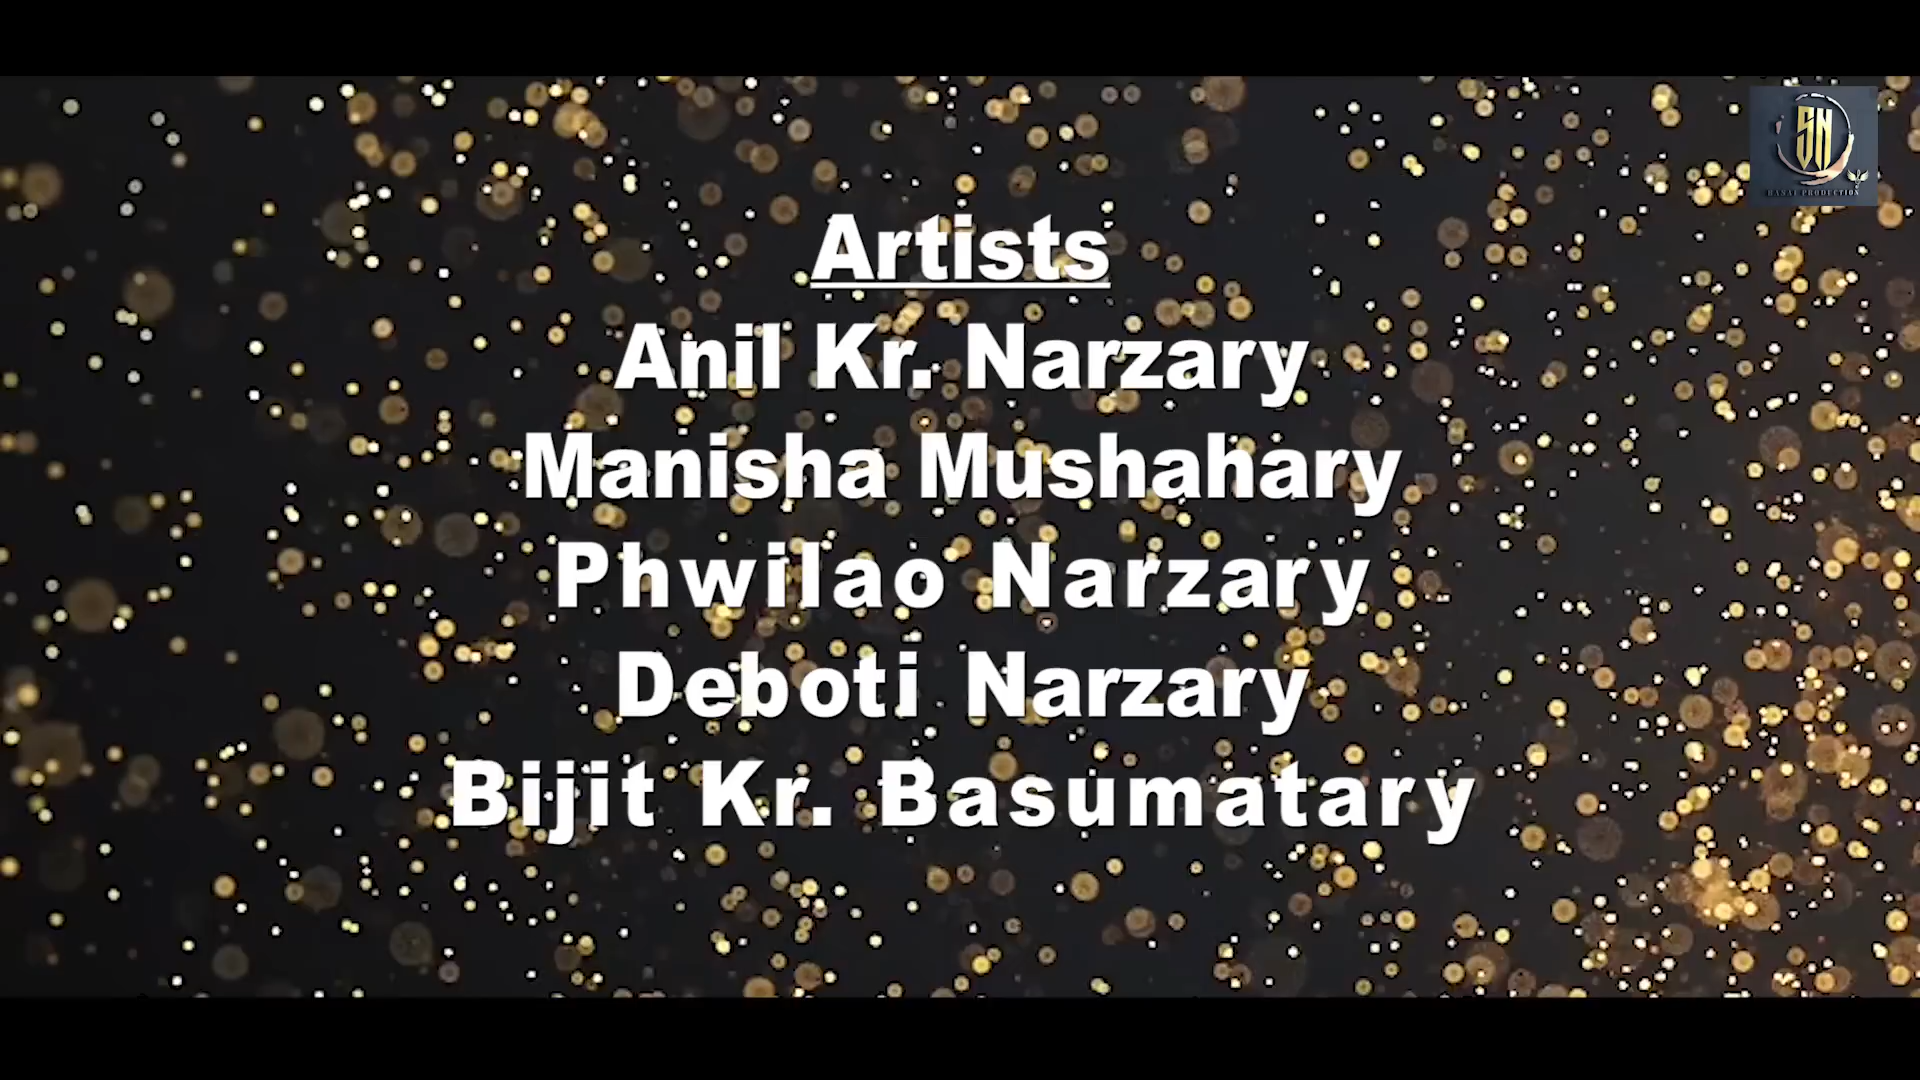 SN
Artists
Anil Kr. Narzary
Manisha Mushahary
Phwilao Narzary
Deboti Narzary
Bijit Kr. Basumatary